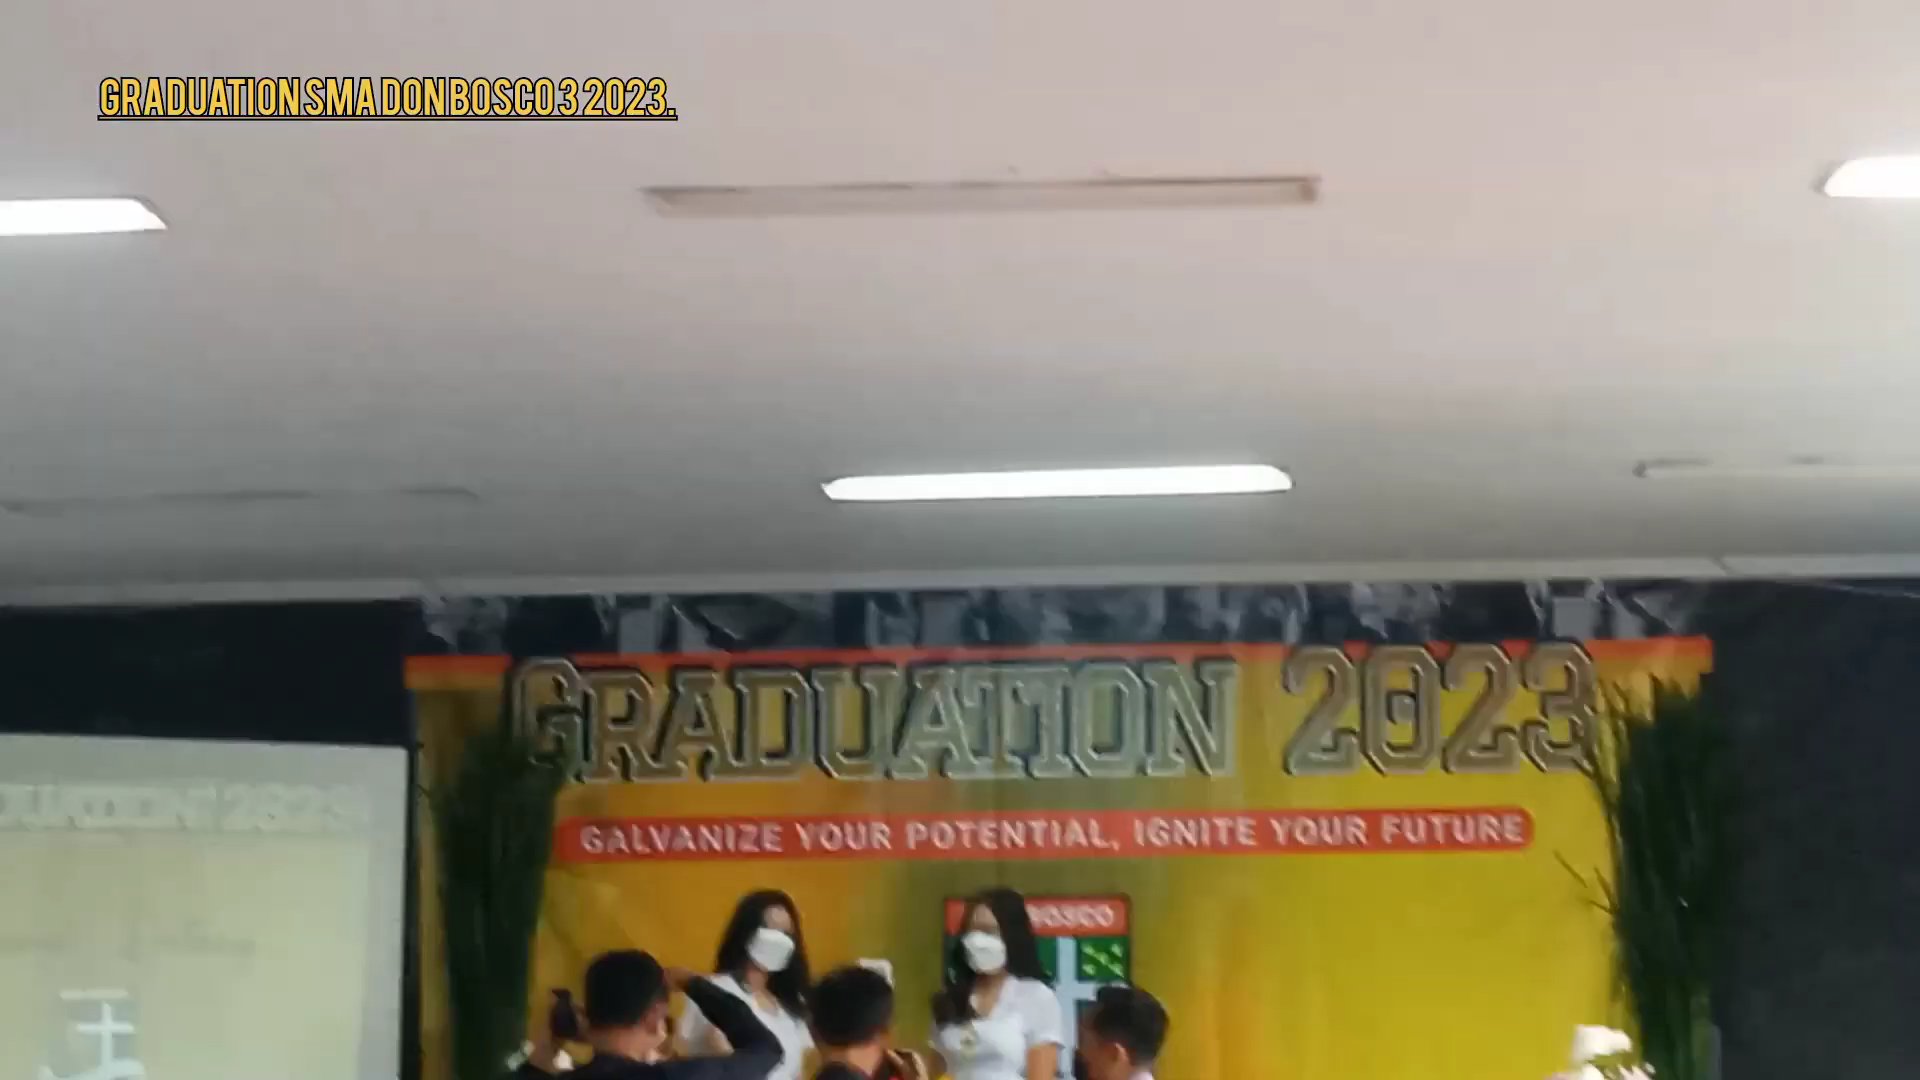 GRADUATION SMA DON BOSCO 3 2023.
GRADUATION 2023
GALVANIZE YOUR POTENTIAL, IGNITE YOUR FUTURE